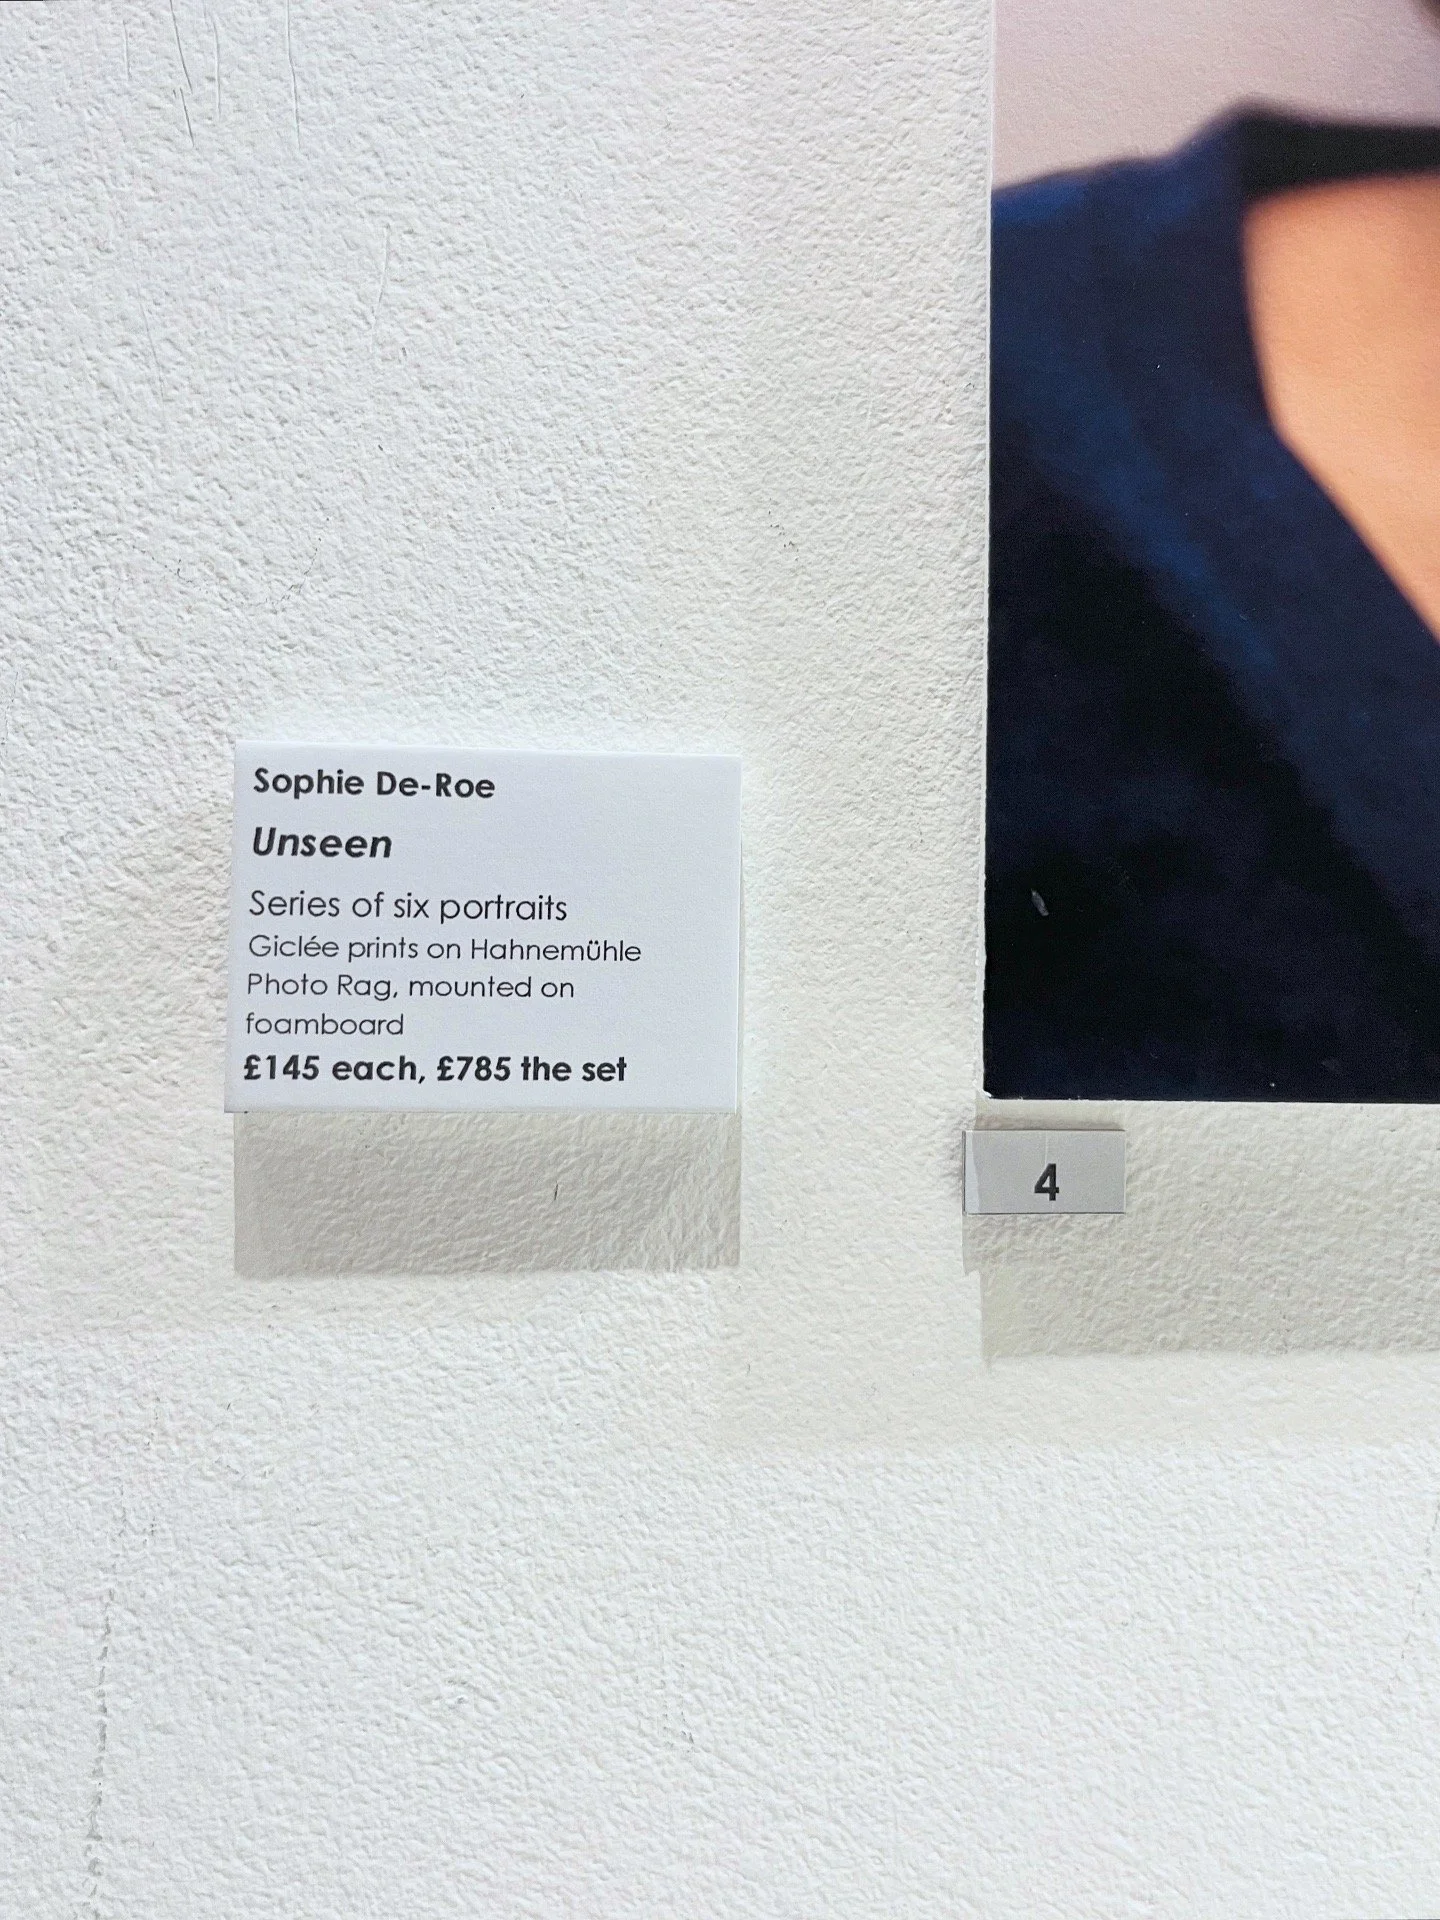 Sophie De-Roe
Unseen
Series of six portraits
Giclée prints on Hahnemühle
Photo Rag, mounted on
foamboard
£145 each, £785 the set
4